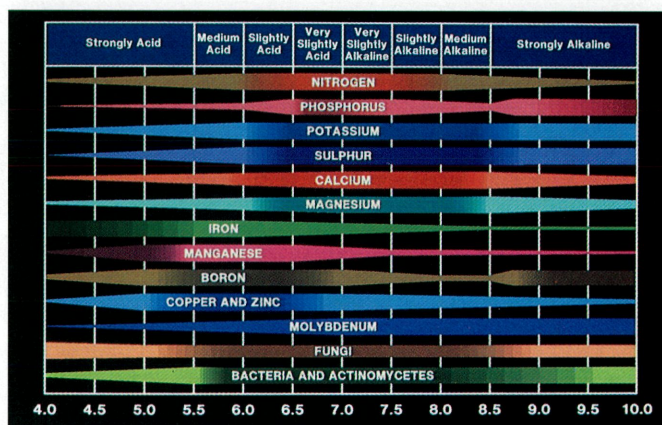 Strongly Acid
Medium
Acid
Slightly
Acid
Very
Slightly
Acid
Very
Slightly
Alkaline
Slightly
Alkaline
Medium
Alkaline
Strongly Alkaline
NITROGEN
PHOSPHORUS
POTASSIUM
SULPHUR
CALCIUM
MAGNESIUM
IRON
MANGANESE
BORON
COPPER AND ZINC
MOLYBDENUM
FUNGI
BACTERIA AND ACTINOMYCETES
4.0 4.5 5.0 5.5 6.0 6.5 7.0 7.5 8.0 8.5 9.0 9.5 10.0